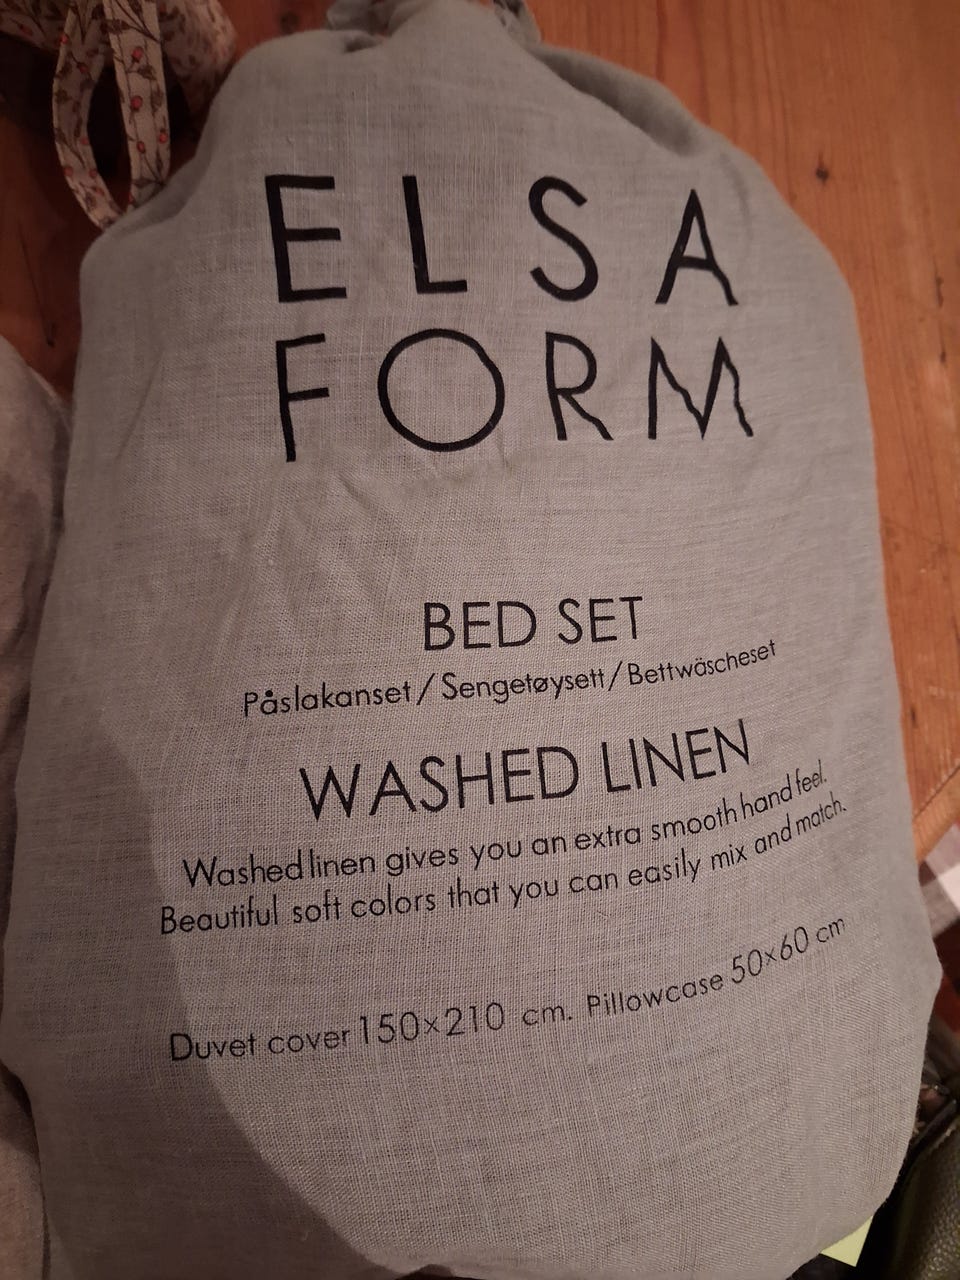 ELSA
FORM
BED SET
Påslakanset/Sengetøysett/Bettwäscheset
WASHED LINEN
Washed linen gives you an extra smooth hand feel.
Beautiful soft colors that you can easily mix and match.
Duvet cover 150×210 cm. Pillowcase 50×60 cm